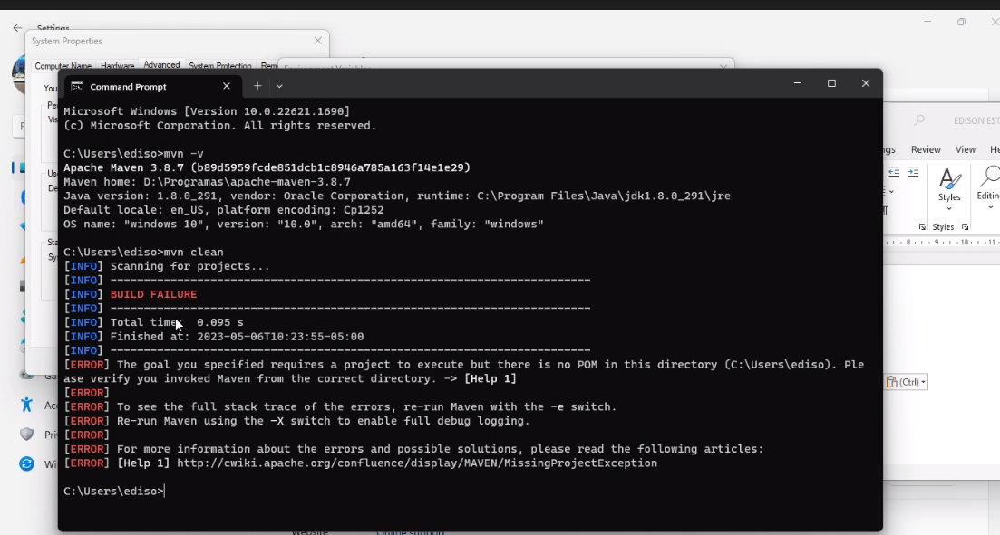 Settings
System Properties
Computer Name Hardware Advanced System Protection
Command Prompt
Microsoft Windows [Version 10.0.22621.1690]
(c) Microsoft Corporation. All rights reserved.
C:\Users\ediso>mvn -v
Apache Maven 3.8.7 (b89d5959fcde851dcb1c8946a785a163f14e1e29)
Maven home: D:\Programas\apache-maven-3.8.7
Java version: 1.8.0_291, vendor: Oracle Corporation, runtime: C:\Program Files\Java\jdk1.8.0_291\jre
Default locale: en_US, platform encoding: Cp1252
OS name: "windows 10", version: "10.0", arch: "amd64", family: "windows"
C:\Users\ediso>mvn clean
[INFO] Scanning for projects...
[INFO] ------------------------------------------------------------------------
[INFO] BUILD FAILURE
[INFO] ------------------------------------------------------------------------
[INFO] Total time:  0.095 s
[INFO] Finished at: 2023-05-06T10:23:55-05:00
[INFO] ------------------------------------------------------------------------
[ERROR] The goal you specified requires a project to execute but there is no POM in this directory (C:\Users\ediso). Ple
ase verify you invoked Maven from the correct directory. -> [Help 1]
[ERROR]
[ERROR] To see the full stack trace of the errors, re-run Maven with the -e switch.
[ERROR] Re-run Maven using the -X switch to enable full debug logging.
[ERROR]
[ERROR] For more information about the errors and possible solutions, please read the following articles:
[ERROR] [Help 1] http://cwiki.apache.org/confluence/display/MAVEN/MissingProjectException
C:\Users\ediso>
EDISON EST
Review View He
Styles
Editin
Styles
8 9 10 11
(Ctrl)